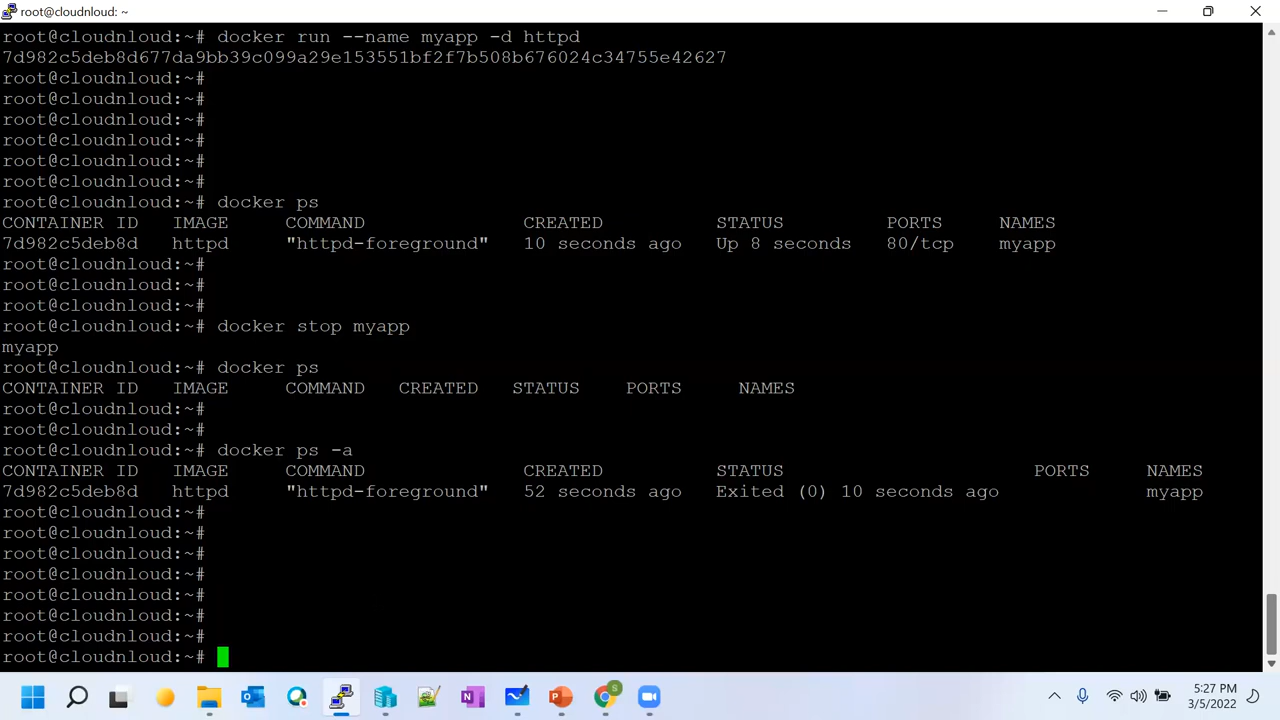 root@cloudnloud: ~
root@cloudnloud:~# docker run --name myapp -d httpd
7d982c5deb8d677da9bb39c099a29e153551bf2f7b508b676024c34755e42627
root@cloudnloud:~#
root@cloudnloud:~#
root@cloudnloud:~#
root@cloudnloud:~#
root@cloudnloud:~#
root@cloudnloud:~#
root@cloudnloud:~# docker ps
CONTAINER ID IMAGE COMMAND CREATED STATUS PORTS NAMES
7d982c5deb8d httpd "httpd-foreground" 10 seconds ago Up 8 seconds 80/tcp myapp
root@cloudnloud:~#
root@cloudnloud:~#
root@cloudnloud:~#
root@cloudnloud:~# docker stop myapp
myapp
root@cloudnloud:~# docker ps
CONTAINER ID IMAGE COMMAND CREATED STATUS PORTS NAMES
root@cloudnloud:~#
root@cloudnloud:~#
root@cloudnloud:~# docker ps -a
CONTAINER ID IMAGE COMMAND CREATED STATUS PORTS NAMES
7d982c5deb8d httpd "httpd-foreground" 52 seconds ago Exited (0) 10 seconds ago myapp
root@cloudnloud:~#
root@cloudnloud:~#
root@cloudnloud:~#
root@cloudnloud:~#
root@cloudnloud:~#
root@cloudnloud:~#
root@cloudnloud:~#
root@cloudnloud:~#
5:27 PM
3/5/2022